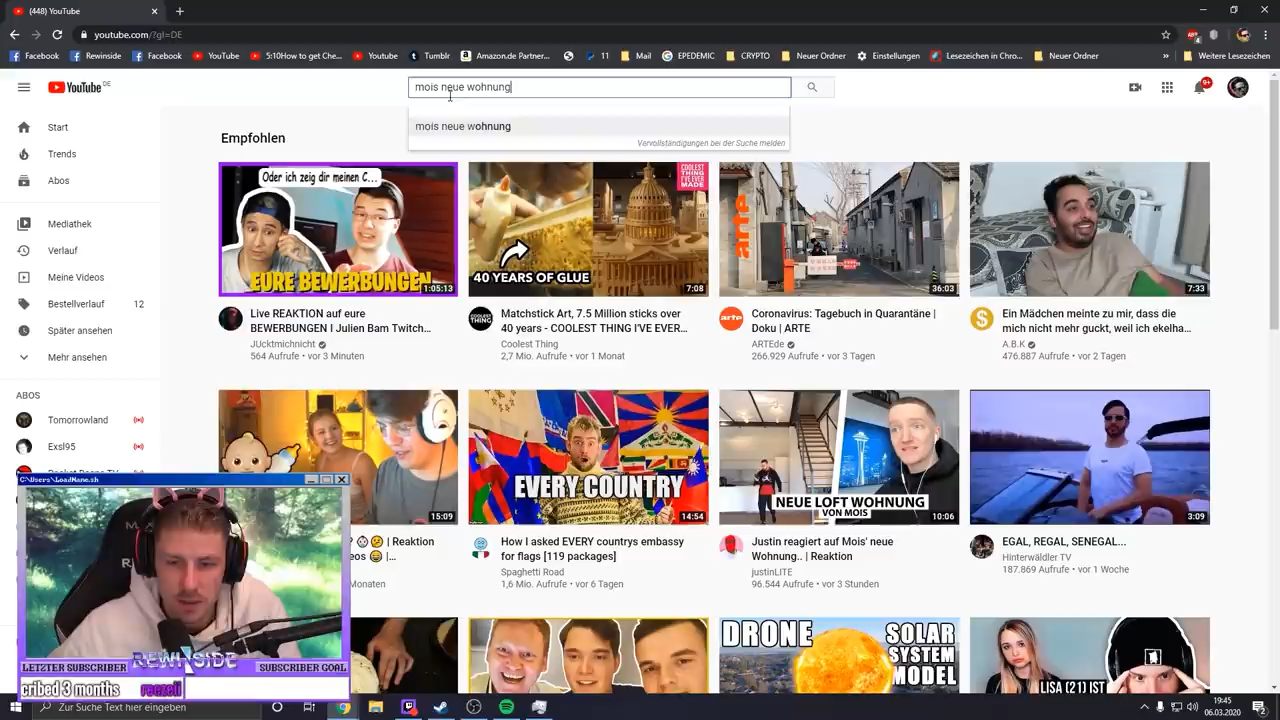 (448) YouTube
youtube.com/?gl=DE
Facebook
Rewinside
Facebook
YouTube
5:10How to get Che...
Youtube
Tumblr
Amazon.de Partner...
11
Mail
EPEDEMIC
CRYPTO
Neuer Ordner
Einstellungen
Lesezeichen in Chro...
Neuer Ordner
Weitere Lesezeichen
YouTube DE
mois neue wohnung
9+
mois neue wohnung
Vervollständigungen bei der Suche melden
Start
Trends
Abos
Mediathek
Verlauf
Meine Videos
Bestellverlauf 12
Später ansehen
Mehr ansehen
ABOS
Tomorrowland
Exsl95
Empfohlen
Oder ich zeig dir meinen C...
EURE BEWERBUNGEN
1:05:13
Live REAKTION auf eure
BEWERBUNGEN I Julien Bam Twitch...
JUcktmichnicht
564 Aufrufe • vor 3 Minuten
COOLEST
THING
I'VE EVER
MADE
40 YEARS OF GLUE
7:08
Matchstick Art, 7.5 Million sticks over
40 years - COOLEST THING I'VE EVER...
Coolest Thing
2,7 Mio. Aufrufe • vor 1 Monat
arte
36:03
Coronavirus: Tagebuch in Quarantäne |
Doku | ARTE
ARTEde
266.929 Aufrufe • vor 3 Tagen
7:33
Ein Mädchen meinte zu mir, dass die
mich nicht mehr guckt, weil ich ekelha...
A.B.K
476.887 Aufrufe • vor 2 Tagen
15:09
| Reaktion
Monaten
EVERY COUNTRY
14:54
How I asked EVERY countrys embassy
for flags [119 packages]
Spaghetti Road
1,6 Mio. Aufrufe • vor 6 Tagen
NEUE LOFT WOHNUNG
VON MOIS
10:06
Justin reagiert auf Mois' neue
Wohnung.. | Reaktion
justinLITE
96.544 Aufrufe • vor 3 Stunden
3:09
EGAL, REGAL, SENEGAL...
Hinterwäldler TV
187.869 Aufrufe • vor 1 Woche
DRONE
SOLAR
SYSTEM
MODEL
LISA (21) IST
C:\Users\LoadMane.sh
LETZTER SUBSCRIBER
REWINSIDE
SUBSCRIBER GOAL
cribed 3 months
reczeii
Zur Suche Text hier eingeben
19:45
06.03.2020